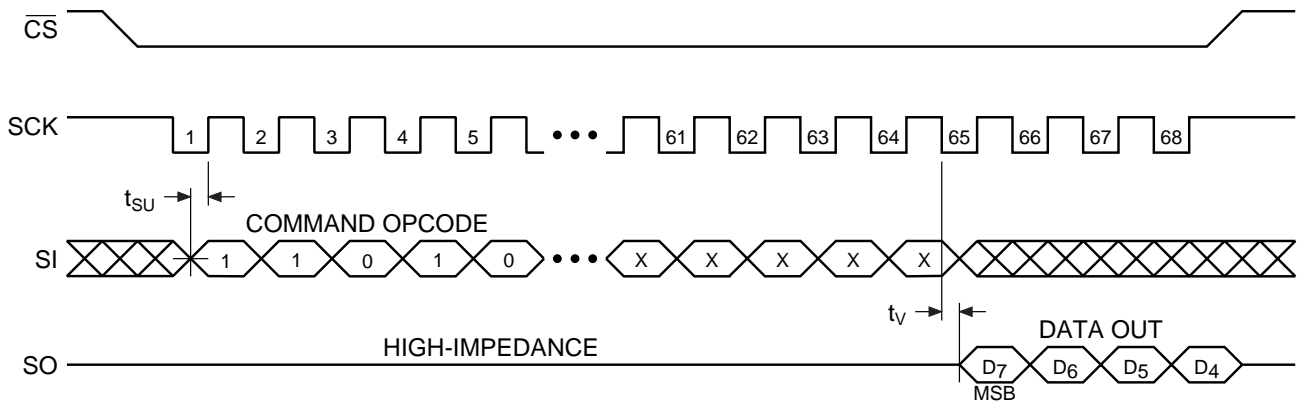 CS
SCK 1 2 3 4 5 ••• 61 62 63 64 65 66 67 68
tSU
COMMAND OPCODE
SI 1 1 0 1 0 ••• X X X X X
tV
DATA OUT
HIGH-IMPEDANCE
SO D7 D6 D5 D4
MSB